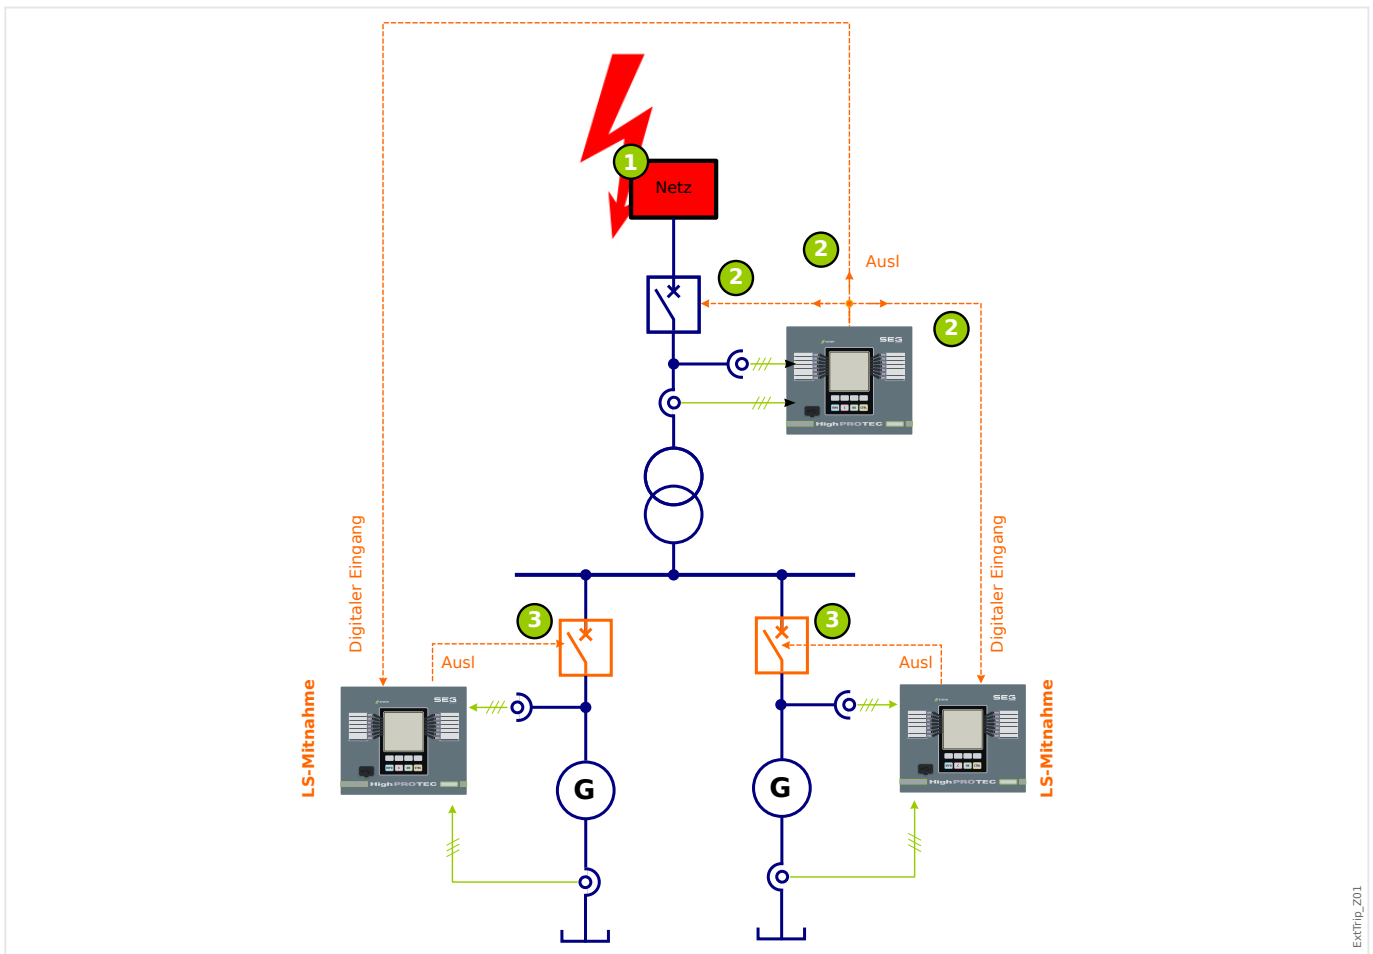 1
Netz
2
Ausl
2
2
SEG
HighPROTEC
Digitaler Eingang
Digitaler Eingang
3
3
Ausl
Ausl
LS-Mitnahme
SEG
HighPROTEC
SEG
HighPROTEC
LS-Mitnahme
G
G
ExtTrip_Z01